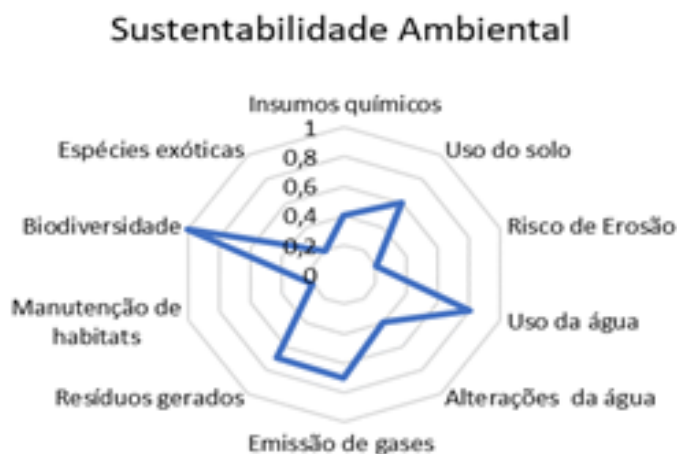 Sustentabilidade Ambiental
Insumos químicos
1
0,8
0,6
0,4
0,2
0
Uso do solo
Risco de Erosão
Uso da água
Alterações da água
Emissão de gases
Resíduos gerados
Manutenção de
habitats
Biodiversidade
Espécies exóticas